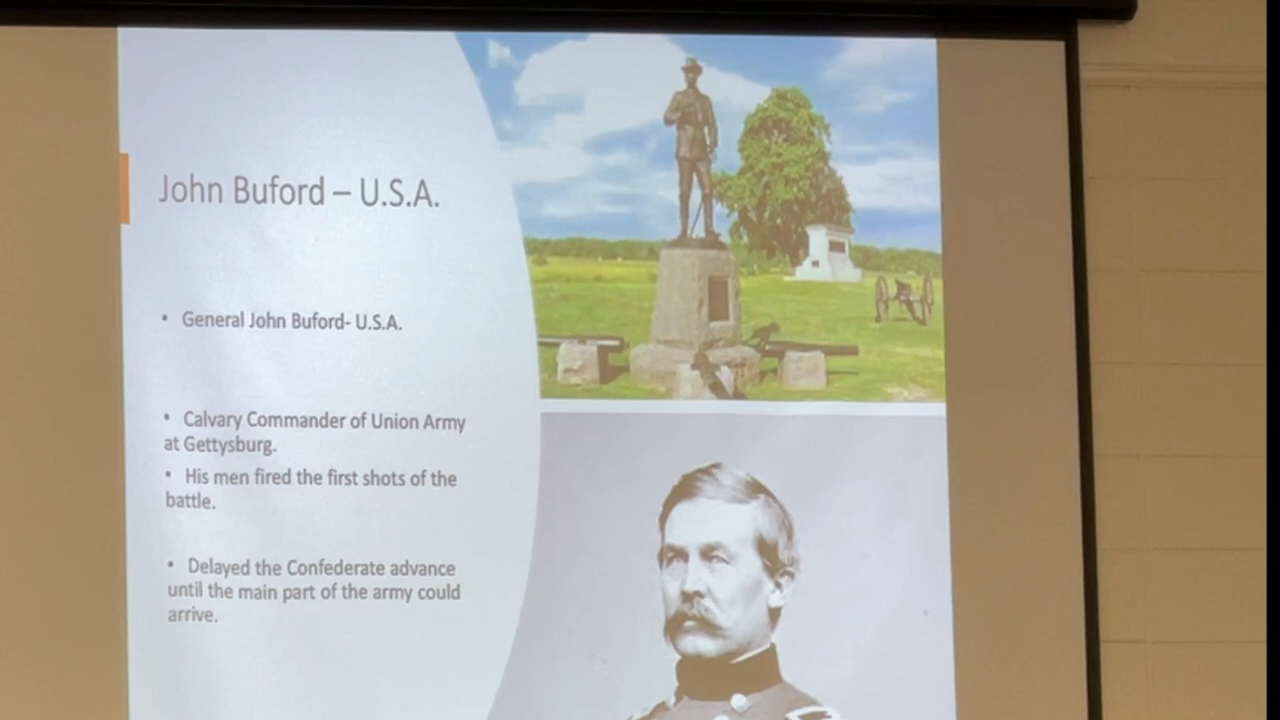 John Buford – U.S.A.
• General John Buford- U.S.A.
• Calvary Commander of Union Army
at Gettysburg.
• His men fired the first shots of the
battle.
• Delayed the Confederate advance
until the main part of the army could
arrive.